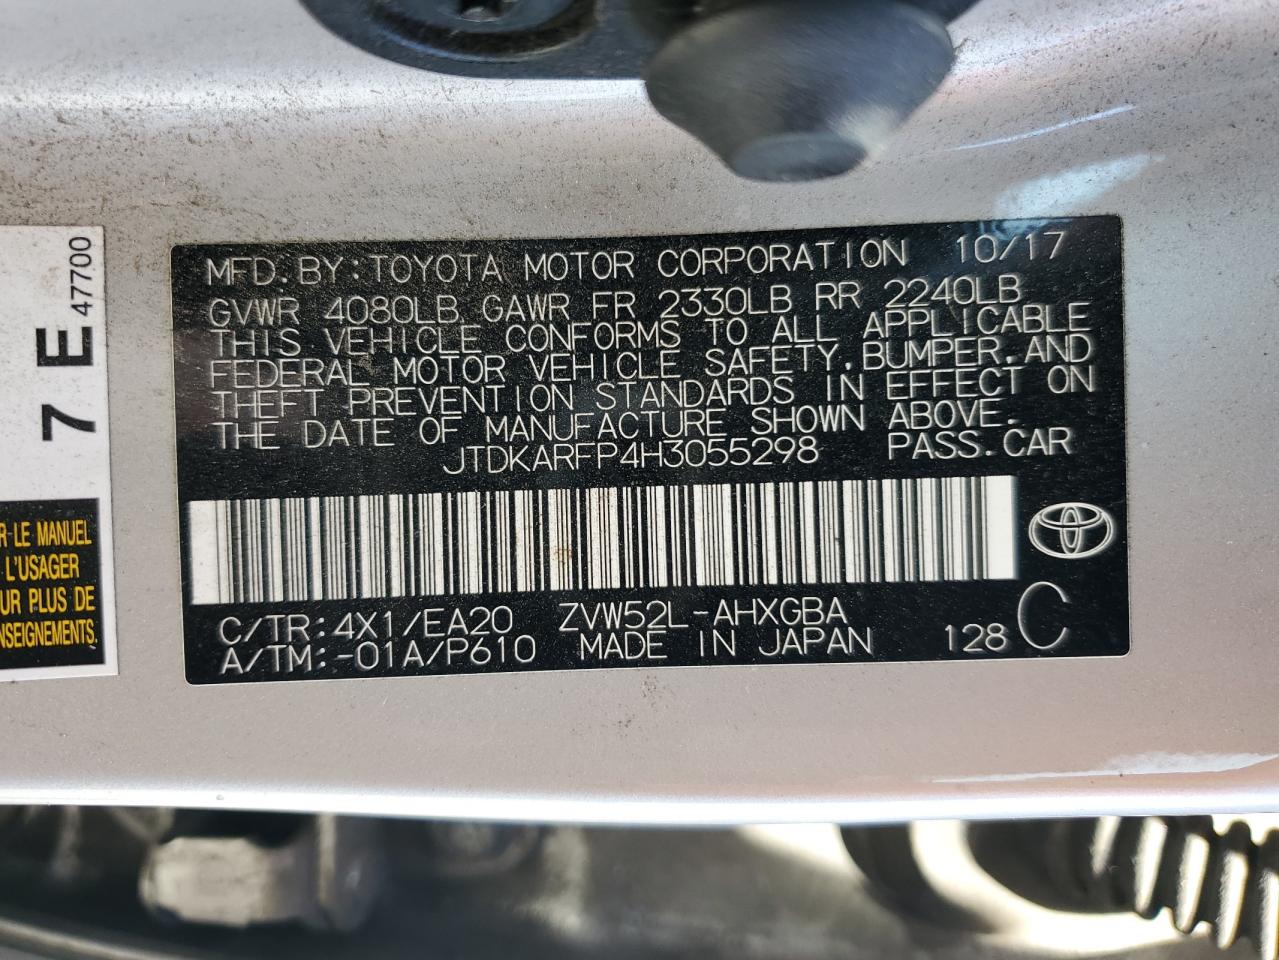 MFD. BY: TOYOTA MOTOR CORPORATION 10/17
GVWR 4080LB GAWR FR 2330LB RR 2240LB
THIS VEHICLE CONFORMS TO ALL APPLICABLE
FEDERAL MOTOR VEHICLE SAFETY, BUMPER, AND
THEFT PREVENTION STANDARDS IN EFFECT ON
THE DATE OF MANUFACTURE SHOWN ABOVE.
JTDKARFP4H3055298 PASS. CAR
C/TR: 4X1/EA20 ZVW52L-AHXGBA
A/TM: -01A/P610 MADE IN JAPAN 128 C
7 E 47700
R-LE MANUEL
L'USAGER
UR PLUS DE
NSEIGNEMENTS.